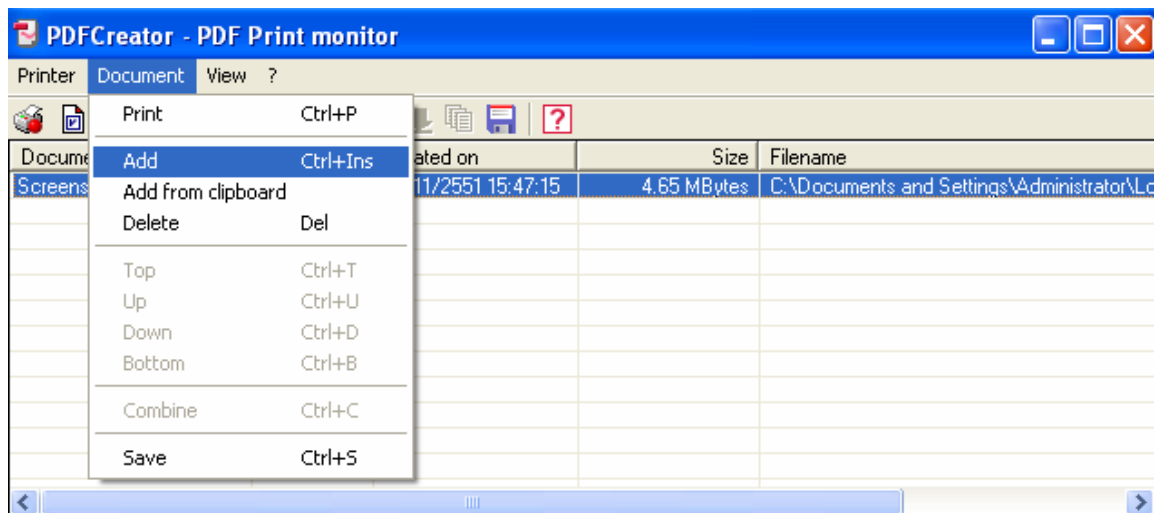 PDFCreator - PDF Print monitor
Printer Document View ?
Print Ctrl+P
Add Ctrl+Ins
Add from clipboard
Delete Del
Top Ctrl+T
Up Ctrl+U
Down Ctrl+D
Bottom Ctrl+B
Combine Ctrl+C
Save Ctrl+S
Docume ated on Size Filename
Screens 11/2551 15:47:15 4.65 MBytes C:\Documents and Settings\Administrator\Lo